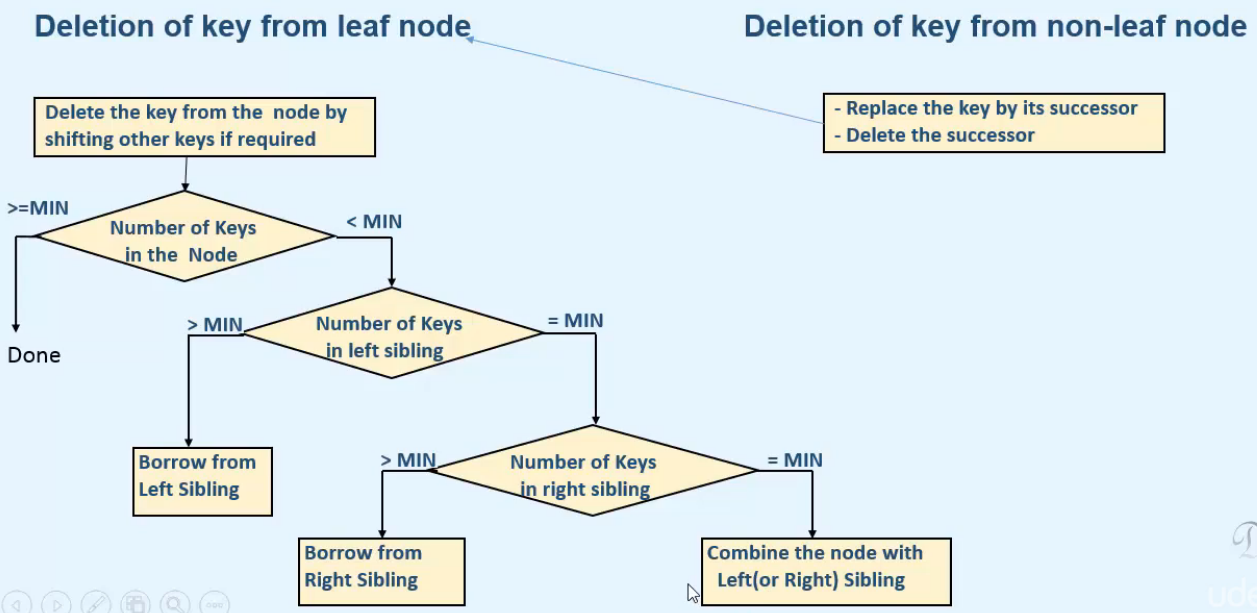 Deletion of key from leaf node
Deletion of key from non-leaf node
Delete the key from the node by
shifting other keys if required
- Replace the key by its successor
- Delete the successor
>=MIN
Number of Keys
in the Node
< MIN
Done
> MIN
Number of Keys
in left sibling
= MIN
Borrow from
Left Sibling
> MIN
Number of Keys
in right sibling
= MIN
Borrow from
Right Sibling
Combine the node with
Left(or Right) Sibling